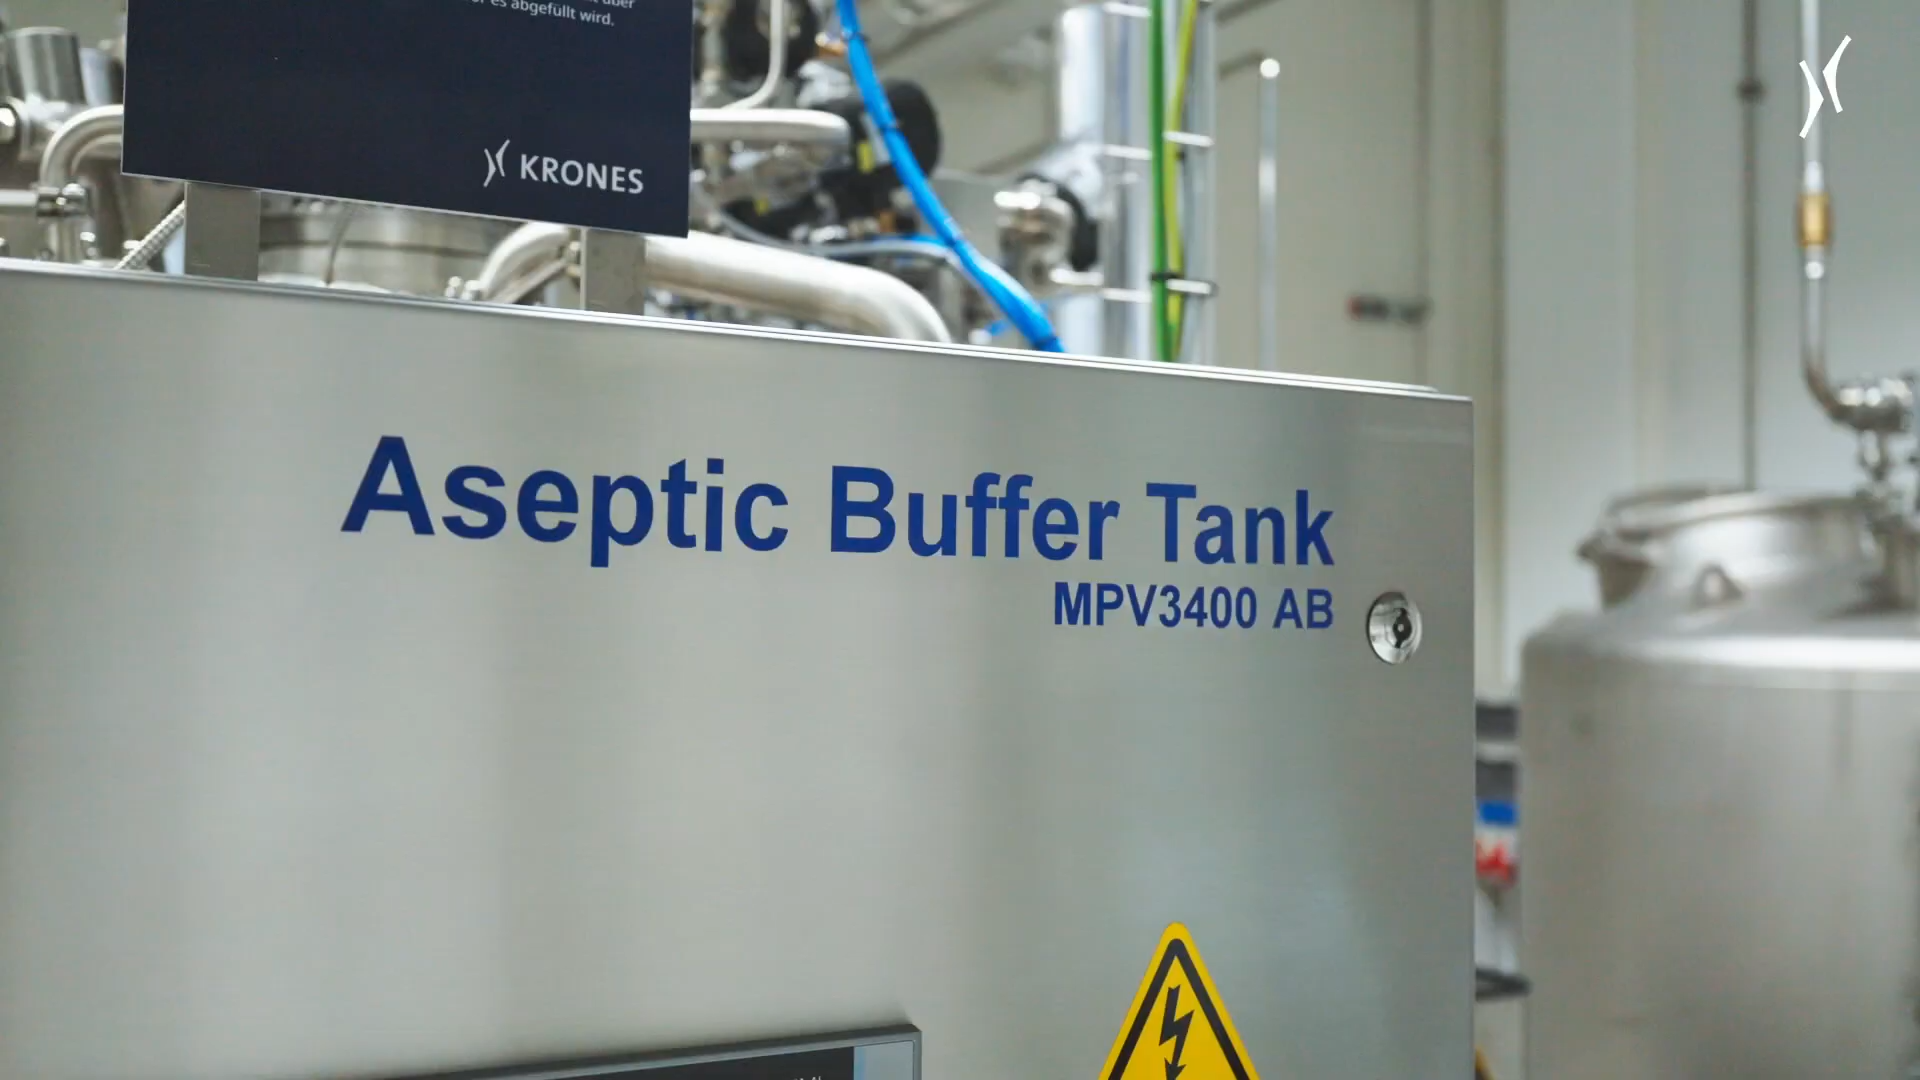 es abgefüllt wird.
KRONES
Aseptic Buffer Tank
MPV3400 AB